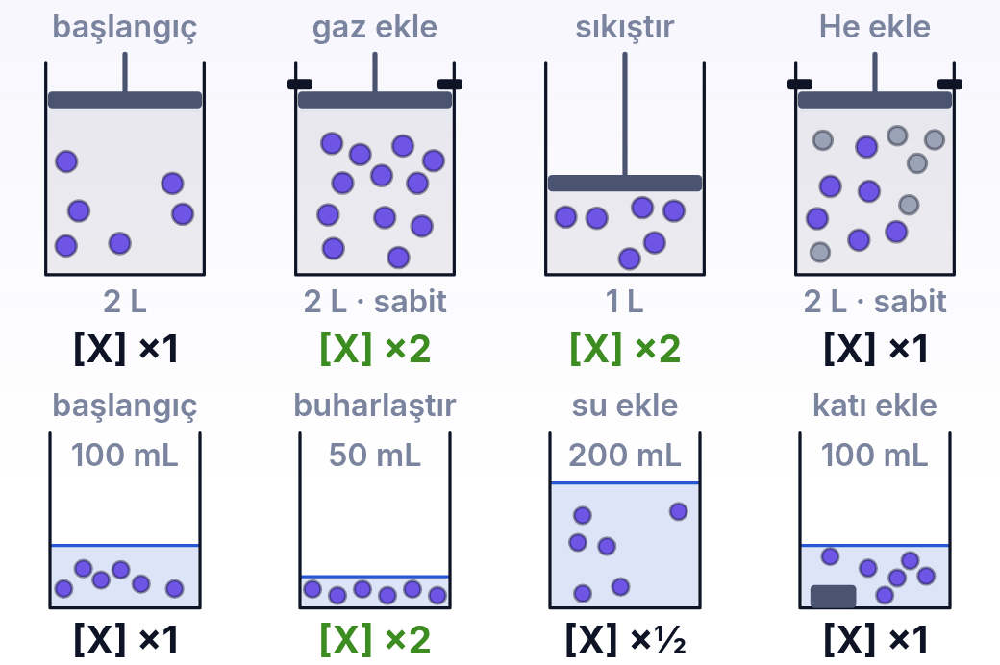 başlangıç
gaz ekle
sıkıştır
He ekle
2 L
2 L · sabit
1 L
2 L · sabit
[X] ×1
[X] ×2
[X] ×2
[X] ×1
başlangıç
buharlaştır
su ekle
katı ekle
100 mL
50 mL
200 mL
100 mL
[X] ×1
[X] ×2
[X] ×½
[X] ×1